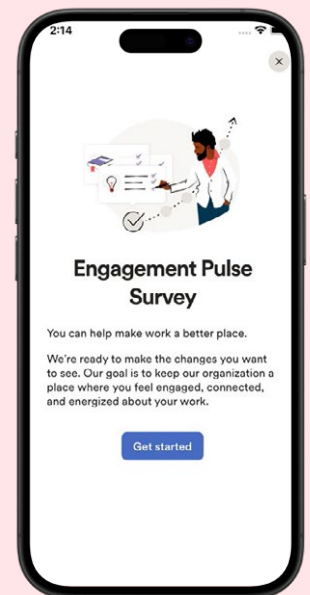 2:14
Engagement Pulse
Survey
You can help make work a better place.
We're ready to make the changes you want
to see. Our goal is to keep our organization a
place where you feel engaged, connected,
and energized about your work.
Get started